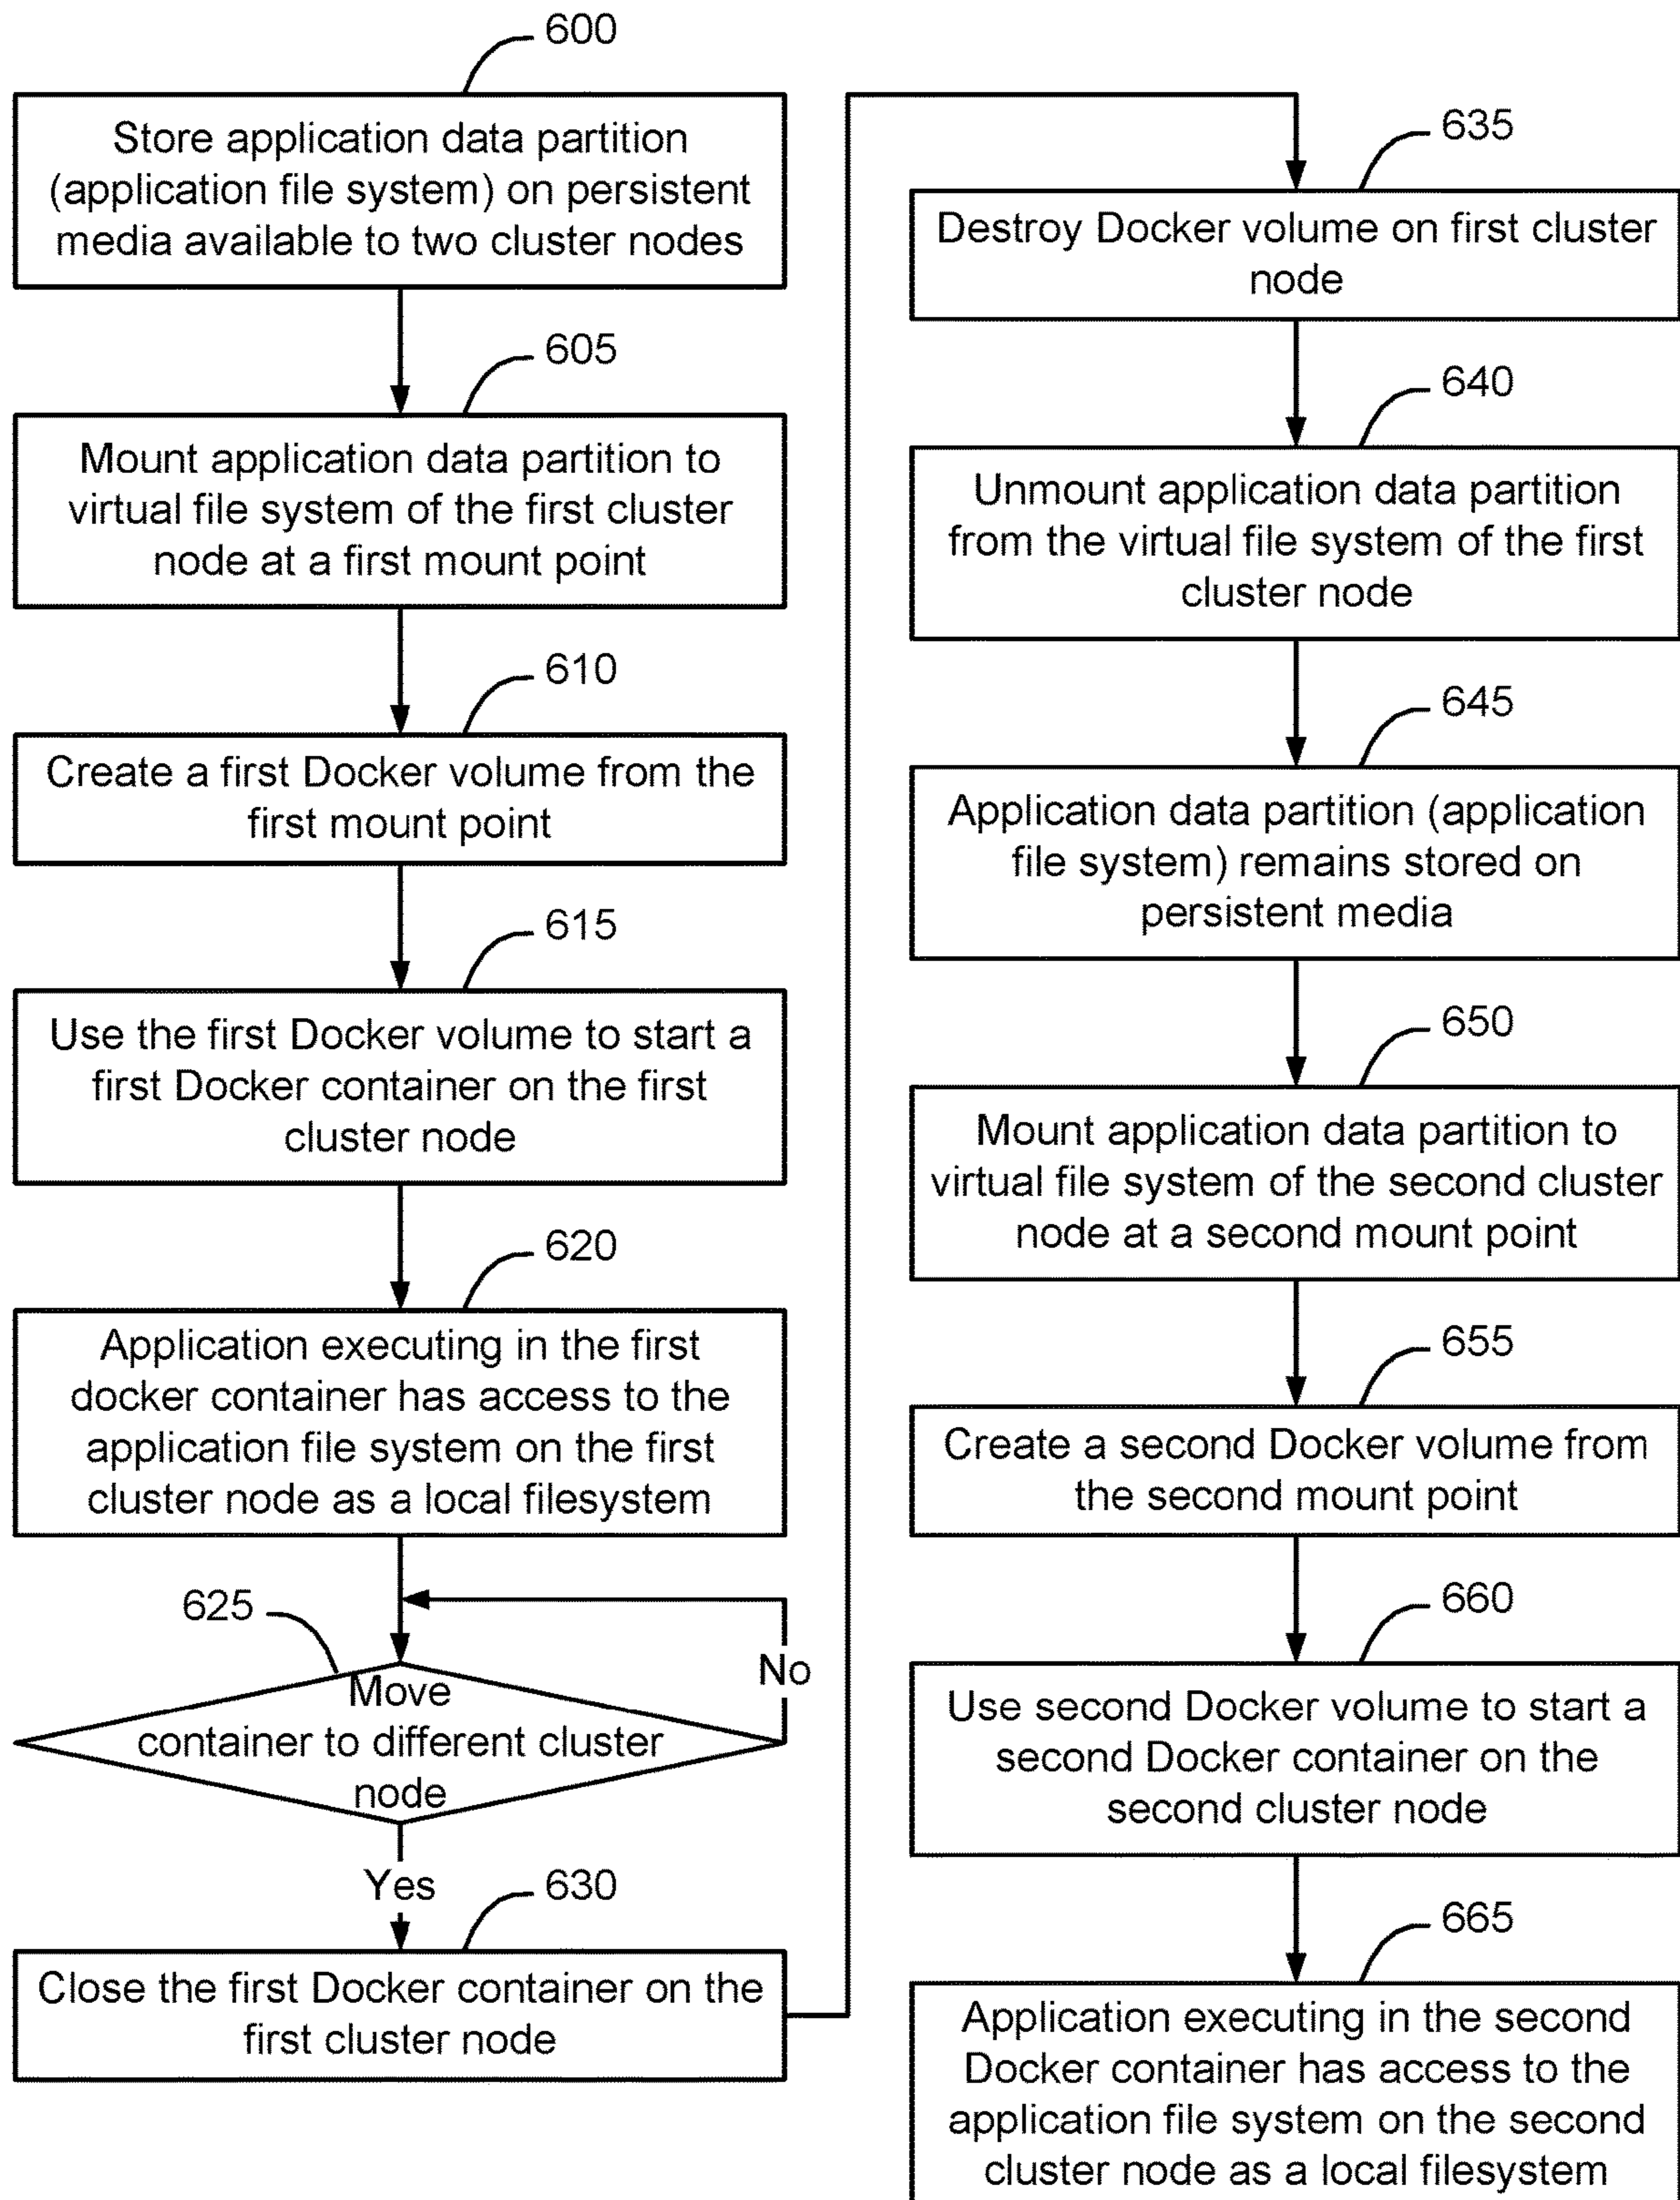 600
Store application data partition
(application file system) on persistent
media available to two cluster nodes
605
Mount application data partition to
virtual file system of the first cluster
node at a first mount point
610
Create a first Docker volume from the
first mount point
615
Use the first Docker volume to start a
first Docker container on the first
cluster node
620
Application executing in the first
docker container has access to the
application file system on the first
cluster node as a local filesystem
625
Move
container to different cluster
node
No
Yes
630
Close the first Docker container on the
first cluster node
635
Destroy Docker volume on first cluster
node
640
Unmount application data partition
from the virtual file system of the first
cluster node
645
Application data partition (application
file system) remains stored on
persistent media
650
Mount application data partition to
virtual file system of the second cluster
node at a second mount point
655
Create a second Docker volume from
the second mount point
660
Use second Docker volume to start a
second Docker container on the
second cluster node
665
Application executing in the second
Docker container has access to the
application file system on the second
cluster node as a local filesystem